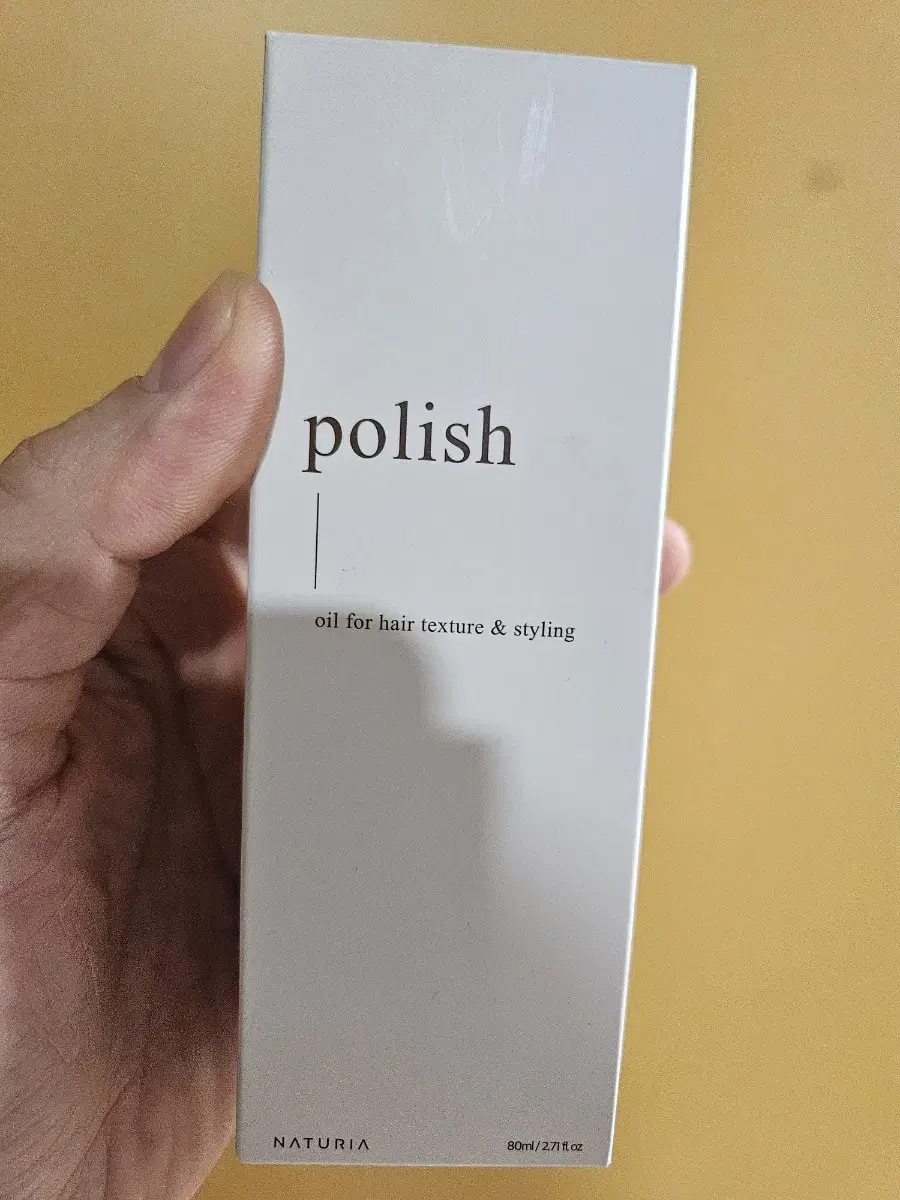 polish
oil for hair texture & styling
NATURIA
80ml / 2.71 fl. oz